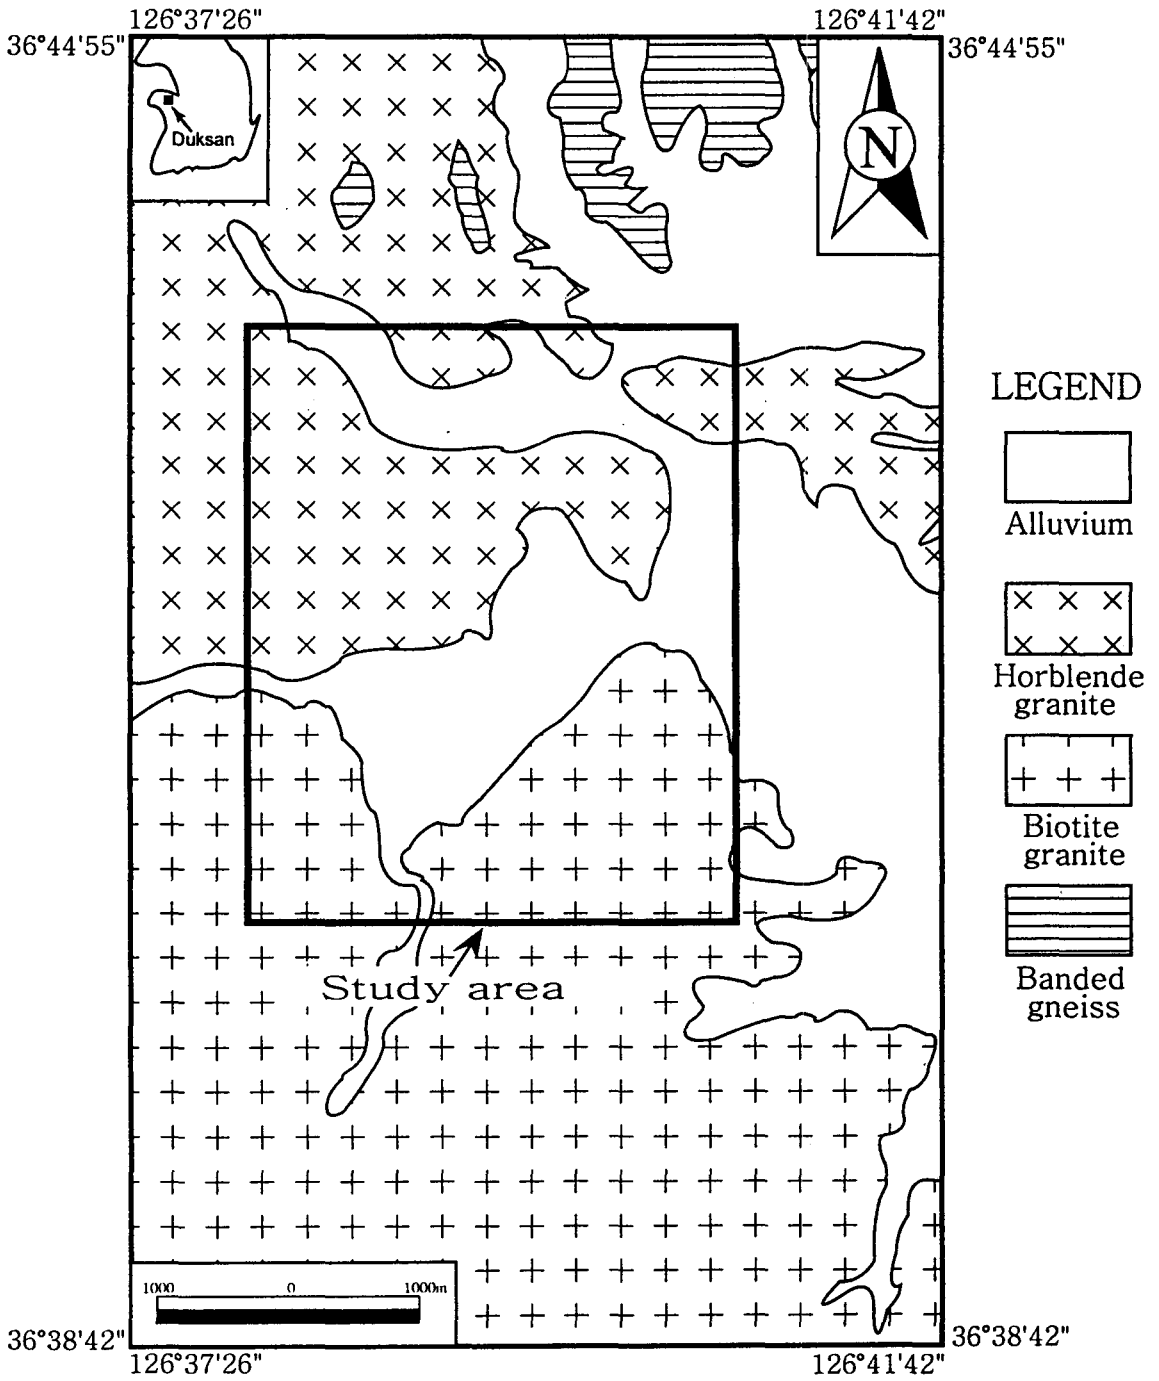 126°37'26"
126°41'42"
36°44'55"
36°44'55"
Duksan
N
LEGEND
Alluvium
Horblende
granite
Biotite
granite
Banded
gneiss
Study area
1000
0
1000m
36°38'42"
36°38'42"
126°37'26"
126°41'42"